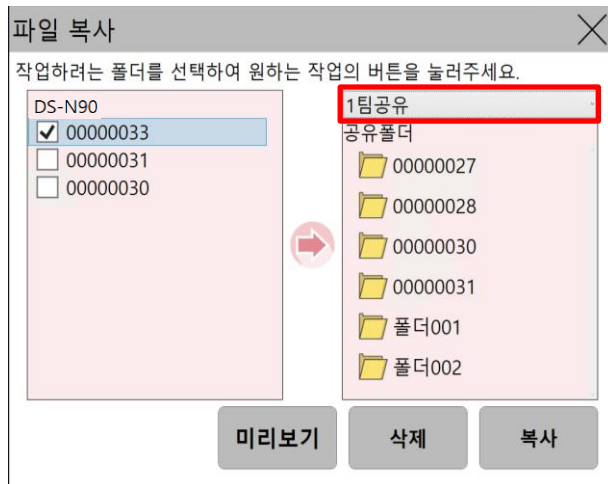 파일 복사
작업하려는 폴더를 선택하여 원하는 작업의 버튼을 눌러주세요.
DS-N90
00000033
00000031
00000030
1팀공유
공유폴더
00000027
00000028
00000030
00000031
폴더001
폴더002
미리보기
삭제
복사